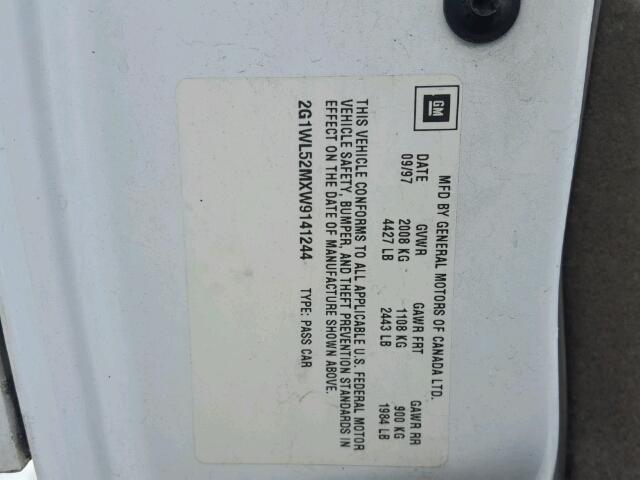 GM
MFD BY GENERAL MOTORS OF CANADA LTD.
DATE GVWR GAWR FRT GAWR RR
09/97 2008 KG 1108 KG 900 KG
4427 LB 2443 LB 1984 LB
THIS VEHICLE CONFORMS TO ALL APPLICABLE U.S. FEDERAL MOTOR
VEHICLE SAFETY, BUMPER, AND THEFT PREVENTION STANDARDS IN
EFFECT ON THE DATE OF MANUFACTURE SHOWN ABOVE.
2G1WL52MXW9141244 TYPE: PASS CAR